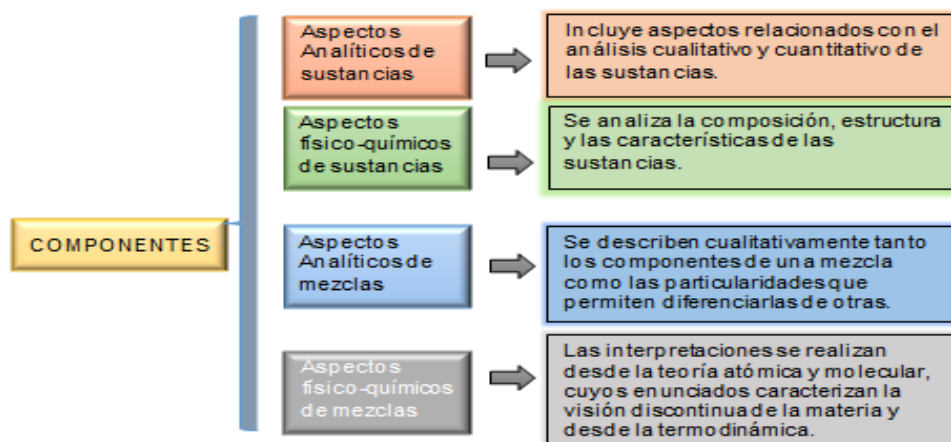 COMPONENTES
Aspectos
Analíticos de
sustancias
Incluye aspectos relacionados con el
análisis cualitativo y cuantitativo de
las sustancias.
Aspectos
físico-químicos
de sustancias
Se analiza la composición, estructura
y las características de las
sustancias.
Aspectos
Analíticos de
mezclas
Se describen cualitativamente tanto
los componentes de una mezcla
como las particularidades que
permiten diferenciarlas de otras.
Aspectos
físico-químicos
de mezclas
Las interpretaciones se realizan
desde la teoría atómica y molecular,
cuyos enunciados caracterizan la
visión discontinua de la materia y
desde la termodinámica.